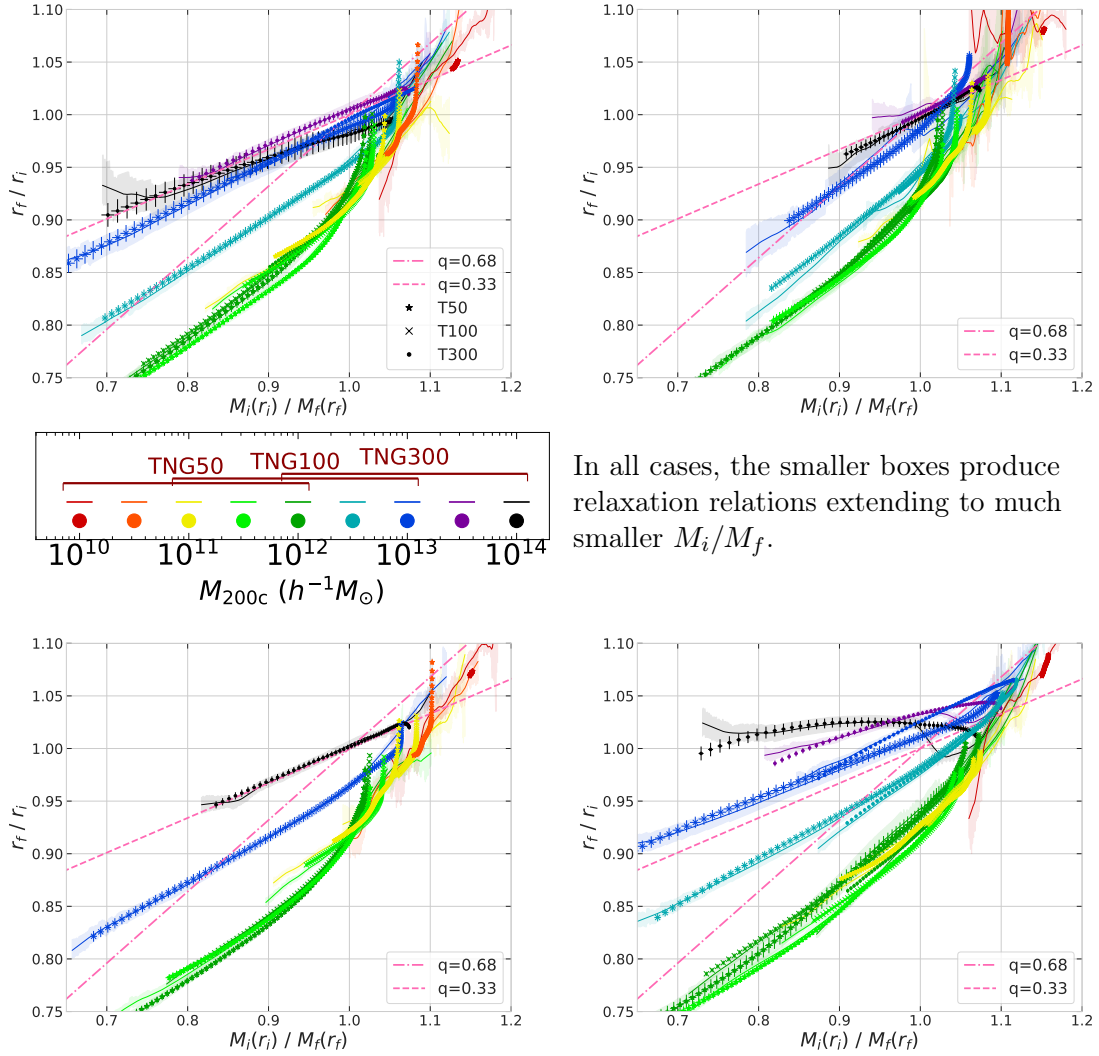 1.10
1.05
1.00
0.95
0.90
0.85
0.80
0.75
r_f / r_i
0.7 0.8 0.9 1.0 1.1 1.2
M_i(r_i) / M_f(r_f)
q=0.68
q=0.33
T50
T100
T300
1.10
1.05
1.00
0.95
0.90
0.85
0.80
0.75
r_f / r_i
0.7 0.8 0.9 1.0 1.1 1.2
M_i(r_i) / M_f(r_f)
q=0.68
q=0.33
TNG50
TNG100
TNG300
10^10 10^11 10^12 10^13 10^14
M_200c (h^−1 M_⊙)
In all cases, the smaller boxes produce
relaxation relations extending to much
smaller M_i/M_f.
1.10
1.05
1.00
0.95
0.90
0.85
0.80
0.75
r_f / r_i
0.7 0.8 0.9 1.0 1.1 1.2
M_i(r_i) / M_f(r_f)
q=0.68
q=0.33
1.10
1.05
1.00
0.95
0.90
0.85
0.80
0.75
r_f / r_i
0.7 0.8 0.9 1.0 1.1 1.2
M_i(r_i) / M_f(r_f)
q=0.68
q=0.33